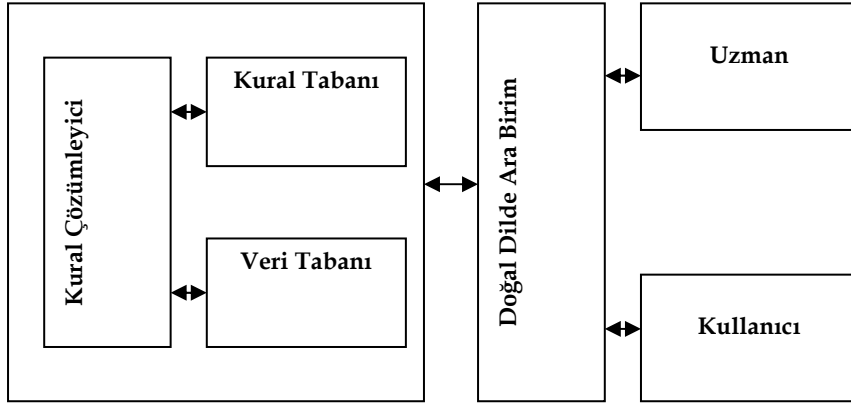 Kural Çözümleyici
Kural Tabanı
Veri Tabanı
Doğal Dilde Ara Birim
Uzman
Kullanıcı